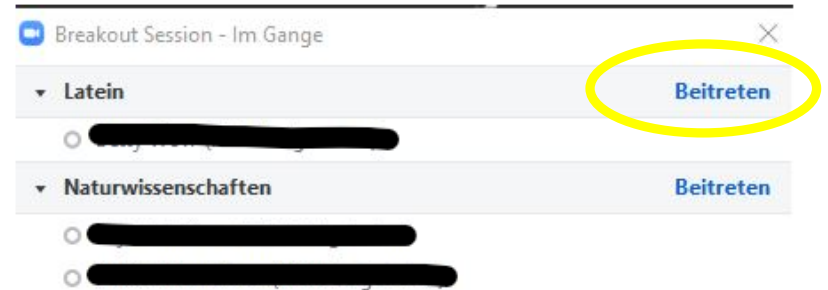 Breakout Session - Im Gange
Latein Beitreten
Naturwissenschaften Beitreten